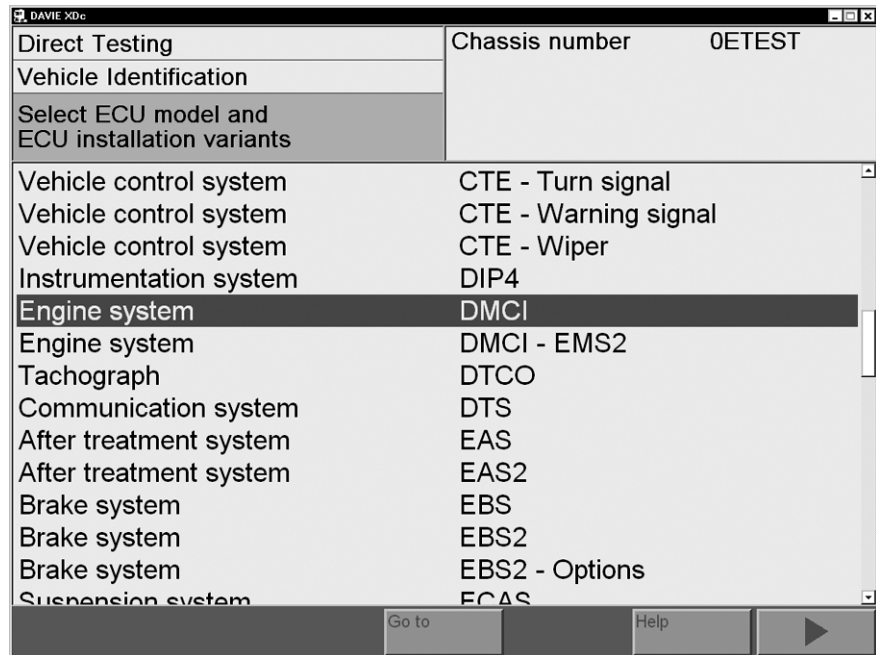 DAVIE XDc
Direct Testing
Vehicle Identification
Select ECU model and
ECU installation variants
Chassis number 0ETEST
Vehicle control system CTE - Turn signal
Vehicle control system CTE - Warning signal
Vehicle control system CTE - Wiper
Instrumentation system DIP4
Engine system DMCI
Engine system DMCI - EMS2
Tachograph DTCO
Communication system DTS
After treatment system EAS
After treatment system EAS2
Brake system EBS
Brake system EBS2
Brake system EBS2 - Options
Suspension system ECAS
Go to Help